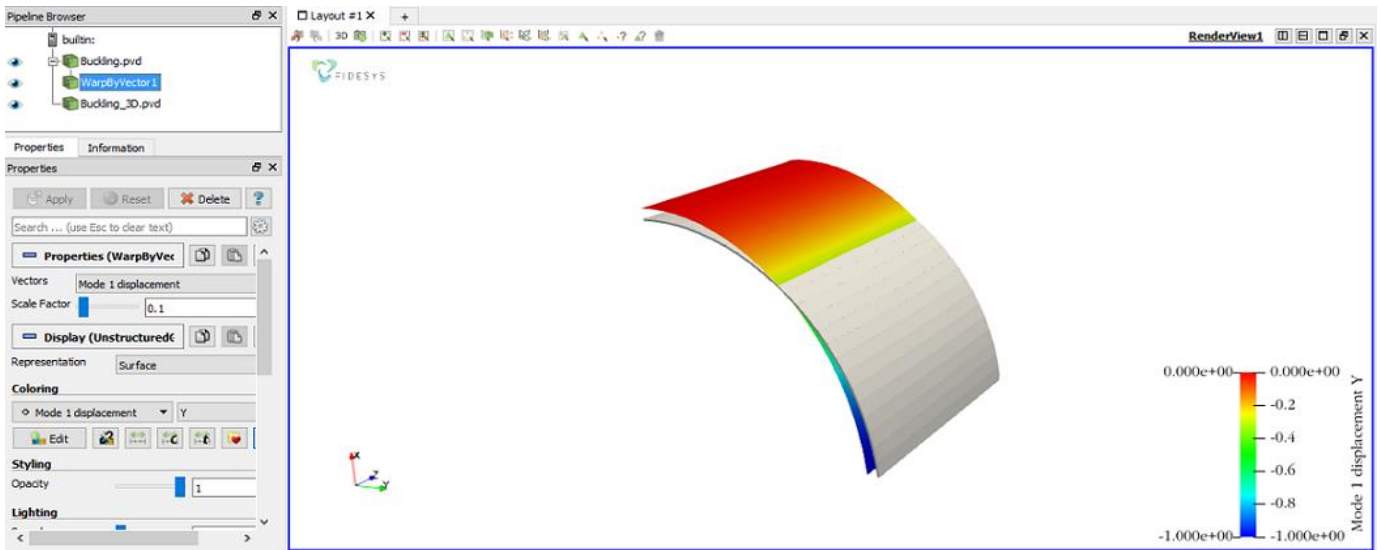 Pipeline Browser
builtin:
Buckling.pvd
WarpByVector1
Buckling_3D.pvd
Properties Information
Properties
Apply Reset Delete ?
Search ... (use Esc to clear text)
Properties (WarpByVec
Vectors Mode 1 displacement
Scale Factor 0.1
Display (UnstructuredG
Representation Surface
Coloring
Mode 1 displacement Y
Edit
Styling
Opacity 1
Lighting
Layout #1 X +
3D
RenderView1
FIDESYS
X
Z
Y
0.000e+00 0.000e+00
-0.2
-0.4
-0.6
-0.8
-1.000e+00 -1.000e+00
Mode 1 displacement Y